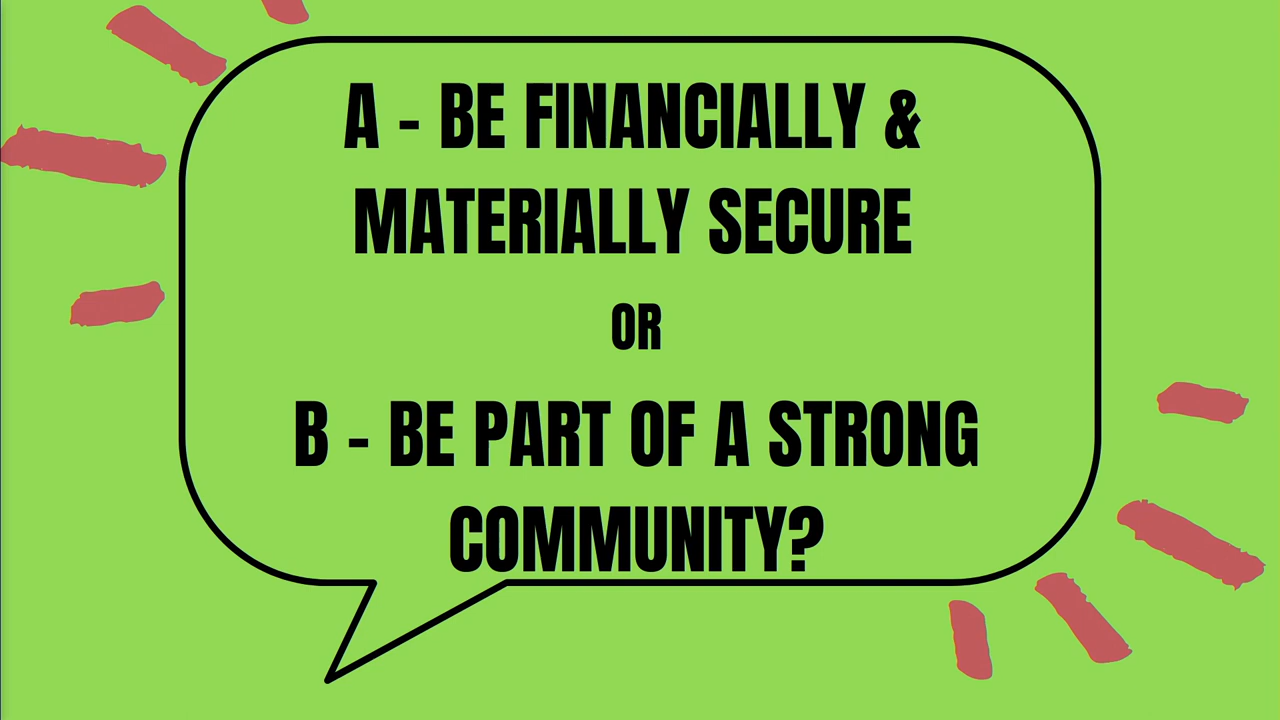 A - BE FINANCIALLY &
MATERIALLY SECURE
OR
B - BE PART OF A STRONG
COMMUNITY?